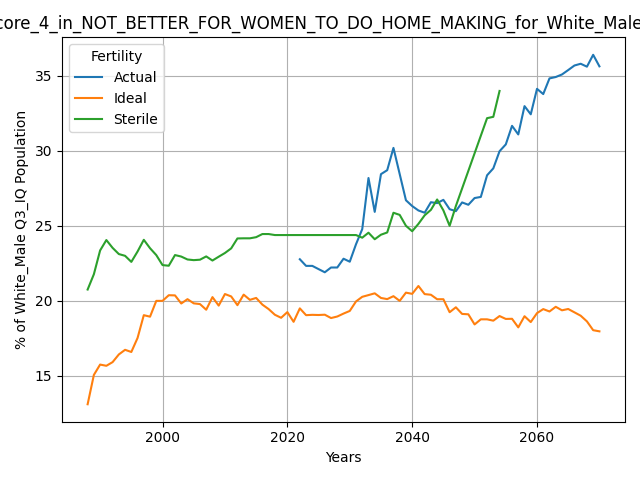 core_4_in_NOT_BETTER_FOR_WOMEN_TO_DO_HOME_MAKING_for_White_Male
Fertility
Actual
Ideal
Sterile
% of White_Male Q3_IQ Population
35
30
25
20
15
2000
2020
2040
2060
Years